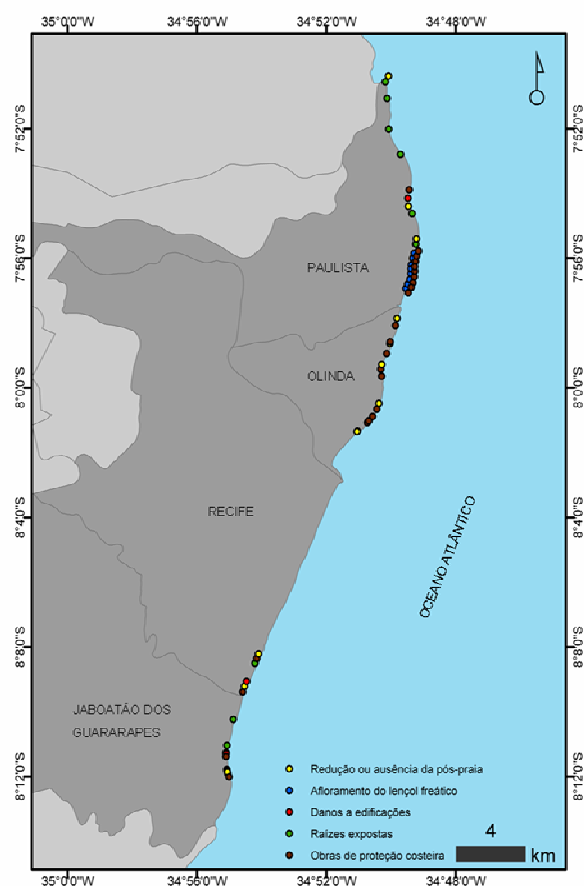 35°0'0"W 34°56'0"W 34°52'0"W 34°48'0"W
7°52'0"S 7°52'0"S
7°56'0"S 7°56'0"S
PAULISTA
8°0'0"S 8°0'0"S
OLINDA
RECIFE
8°4'0"S 8°4'0"S
OCEANO ATLÂNTICO
8°8'0"S 8°8'0"S
JABOATÃO DOS
GUARARAPES
8°12'0"S 8°12'0"S
Redução ou ausência da pós-praia
Afloramento do lençol freático
Danos a edificações
Raízes expostas
Obras de proteção costeira
4
km
35°0'0"W 34°56'0"W 34°52'0"W 34°48'0"W